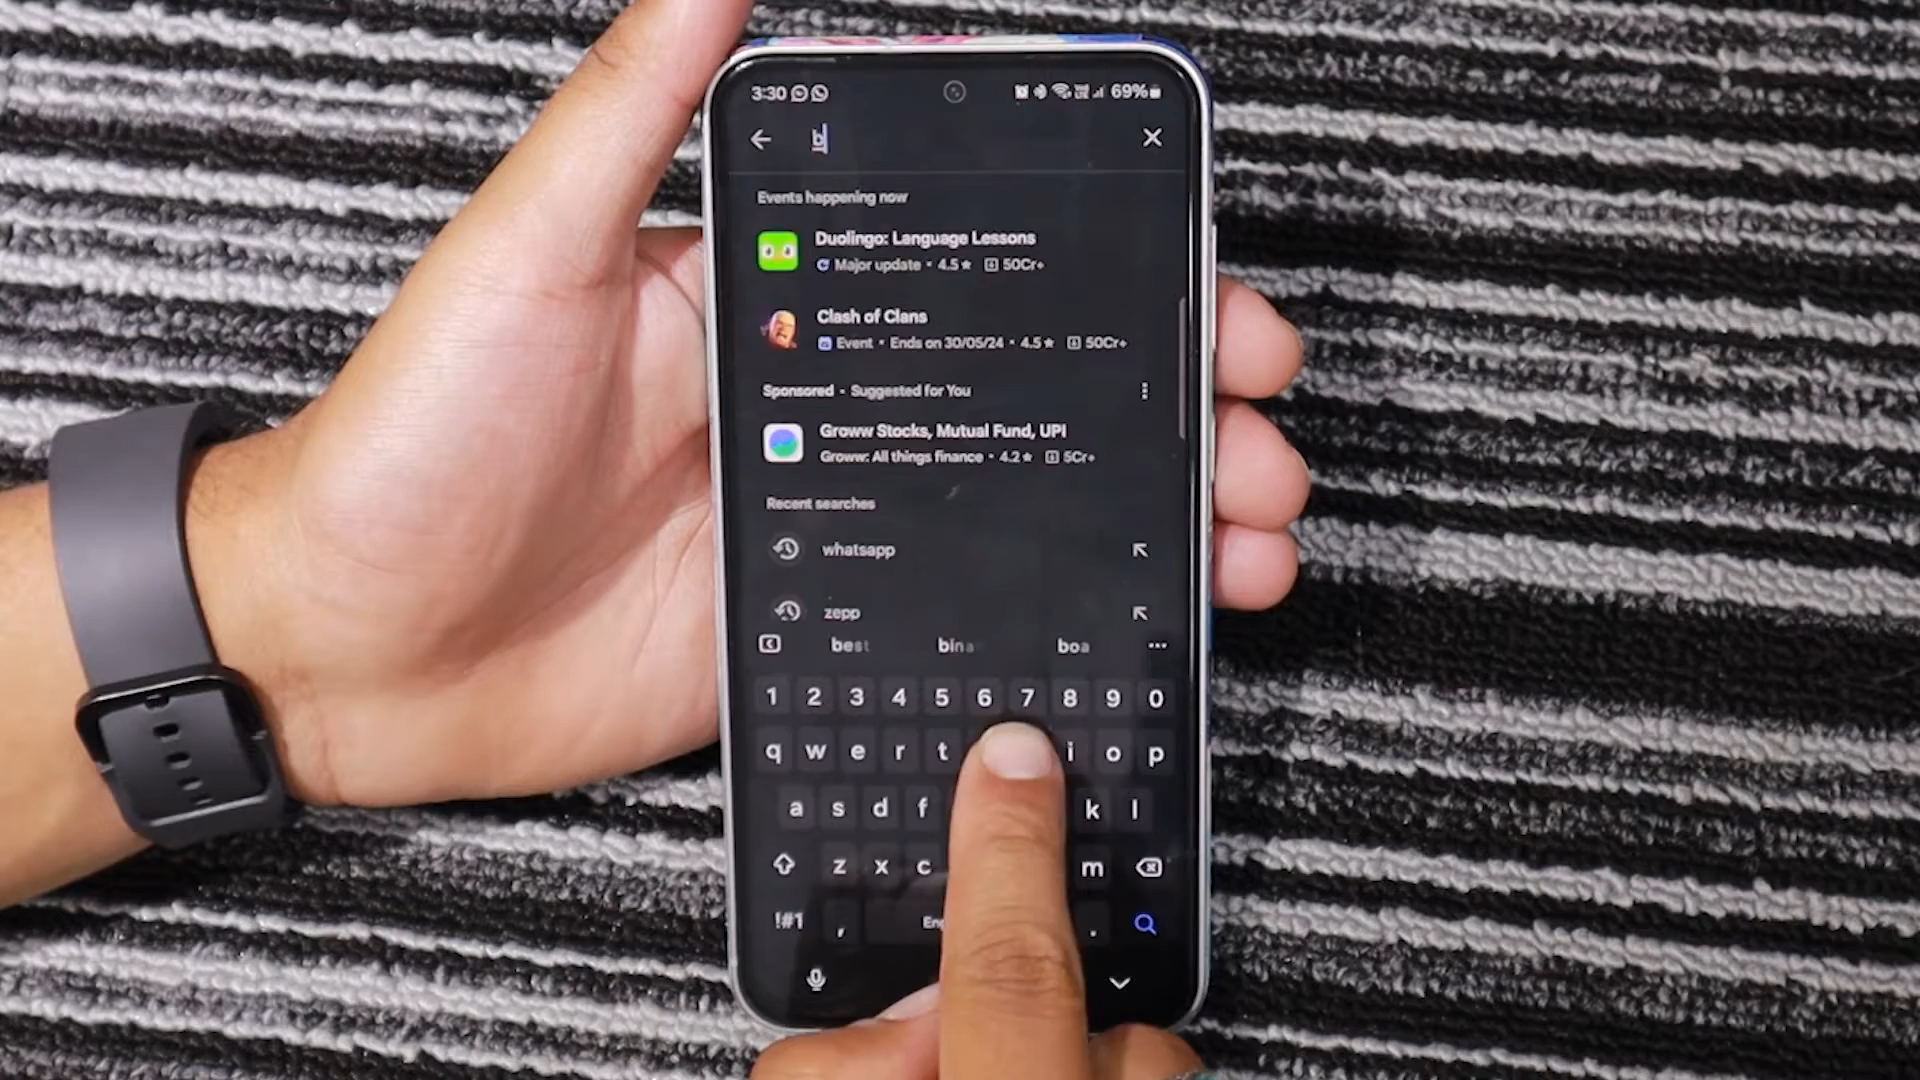 3:30 69%
b
Events happening now
Duolingo: Language Lessons
Major update • 4.5★ 50Cr+
Clash of Clans
Event • Ends on 30/05/24 • 4.5★ 50Cr+
Sponsored • Suggested for You
Groww Stocks, Mutual Fund, UPI
Groww: All things finance • 4.2★ 5Cr+
Recent searches
whatsapp
zepp
best bina boa ...
1 2 3 4 5 6 7 8 9 0
q w e r t i o p
a s d f k l
z x c m
!#1 , .